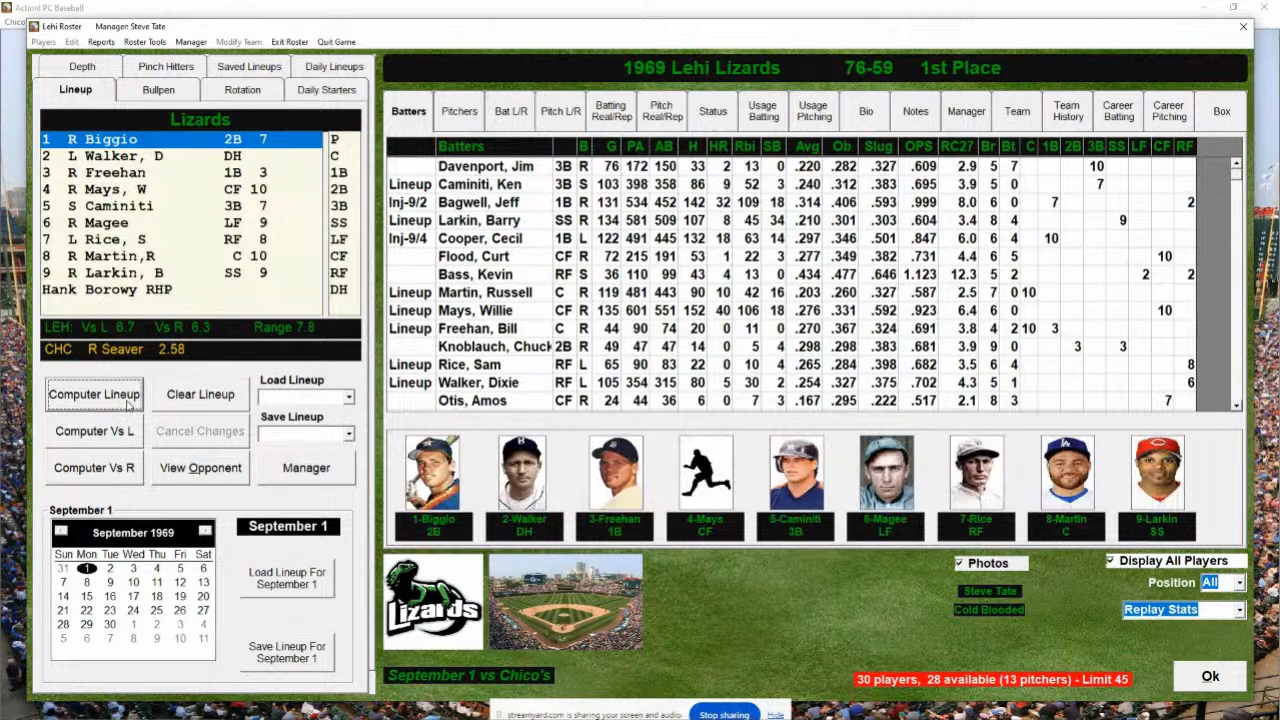 Action! PC Baseball
Chico
Lehi Roster Manager: Steve Tate
Players Edit Reports Roster Tools Manager Modify Team Exit Roster Quit Game
Depth Pinch Hitters Saved Lineups Daily Lineups
Lineup Bullpen Rotation Daily Starters
Lizards
1 R Biggio 2B 7 P
2 L Walker, D DH C
3 R Freehan 1B 3 1B
4 R Mays, W CF 10 2B
5 S Caminiti 3B 7 3B
6 R Magee LF 9 SS
7 L Rice, S RF 8 LF
8 R Martin,R C 10 CF
9 R Larkin, B SS 9 RF
Hank Borowy RHP DH
LEH: Vs L 6.7 Vs R 6.3 Range 7.8
CHC R Seaver 2.58
Computer Lineup Clear Lineup Load Lineup
Save Lineup
Computer Vs L Cancel Changes
Computer Vs R View Opponent Manager
September 1
September 1969
Sun Mon Tue Wed Thu Fri Sat
31 1 2 3 4 5 6
7 8 9 10 11 12 13
14 15 16 17 18 19 20
21 22 23 24 25 26 27
28 29 30 1 2 3 4
5 6 7 8 9 10 11
September 1
Load Lineup For
September 1
Save Lineup For
September 1
1969 Lehi Lizards 76-59 1st Place
Batters Pitchers Bat L/R Pitch L/R Batting Real/Rep Pitch Real/Rep Status Usage Batting Usage Pitching Bio Notes Manager Team Team History Career Batting Career Pitching Box
Batters B G PA AB H HR Rbi SB Avg Ob Slug OPS RC27 Br Bt C 1B 2B 3B SS LF CF RF
Davenport, Jim 3B R 76 172 150 33 2 13 0 .220 .282 .327 .609 2.9 5 7 10
Lineup Caminiti, Ken 3B S 103 398 358 86 9 52 3 .240 .312 .383 .695 3.9 5 0 7
Inj-9/2 Bagwell, Jeff 1B R 131 534 452 142 32 109 18 .314 .406 .593 .999 8.0 6 0 7 2
Lineup Larkin, Barry SS R 134 581 509 107 8 45 34 .210 .301 .303 .604 3.4 8 4 9
Inj-9/4 Cooper, Cecil 1B L 122 491 445 132 18 63 14 .297 .346 .501 .847 6.0 6 4 10
Flood, Curt CF R 72 215 191 53 1 22 3 .277 .349 .382 .731 4.4 6 5 10
Bass, Kevin RF S 36 110 99 43 4 13 0 .434 .477 .646 1.123 12.3 5 2 2 2
Lineup Martin, Russell C R 119 481 443 90 10 42 16 .203 .260 .327 .587 2.5 7 0 10
Lineup Mays, Willie CF R 135 601 551 152 40 106 18 .276 .331 .592 .923 6.4 6 0 10
Lineup Freehan, Bill C R 44 90 74 20 0 11 0 .270 .367 .324 .691 3.8 4 2 10 3
Knoblauch, Chuck 2B R 49 47 47 14 0 5 4 .298 .298 .383 .681 3.9 9 0 3 3
Lineup Rice, Sam RF L 65 90 83 22 0 10 4 .265 .284 .398 .682 3.5 6 4 8
Lineup Walker, Dixie RF L 105 354 315 80 5 30 2 .254 .327 .375 .702 4.3 5 1 6
Otis, Amos CF R 24 44 36 6 0 7 3 .167 .295 .222 .517 2.1 8 3 7
1-Biggio 2-Walker 3-Freehan 4-Mays 5-Caminiti 6-Magee 7-Rice 8-Martin 9-Larkin
2B DH 1B CF 3B LF RF C SS
Lizards
Photos Display All Players
Steve Tate Position All
Cold Blooded Replay Stats
September 1 vs Chico's
30 players, 28 available (13 pitchers) - Limit 45
Ok
streamyard.com is sharing your screen and audio. Stop sharing Hide